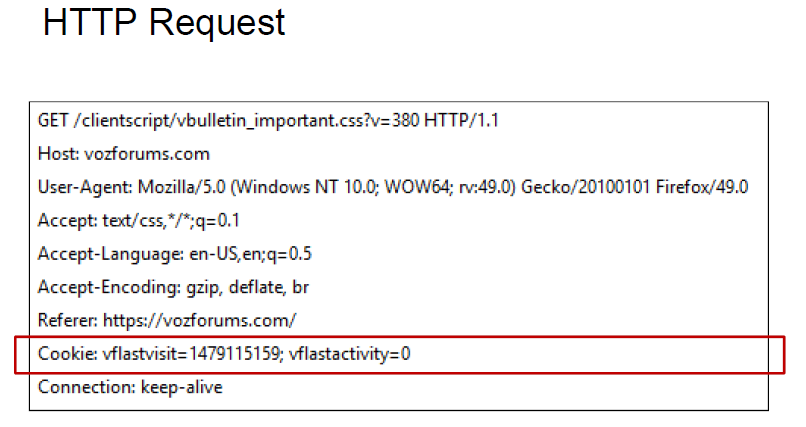 HTTP Request
GET /clientscript/vbulletin_important.css?v=380 HTTP/1.1
Host: vozforums.com
User-Agent: Mozilla/5.0 (Windows NT 10.0; WOW64; rv:49.0) Gecko/20100101 Firefox/49.0
Accept: text/css,*/*;q=0.1
Accept-Language: en-US,en;q=0.5
Accept-Encoding: gzip, deflate, br
Referer: https://vozforums.com/
Cookie: vflastvisit=1479115159; vflastactivity=0
Connection: keep-alive